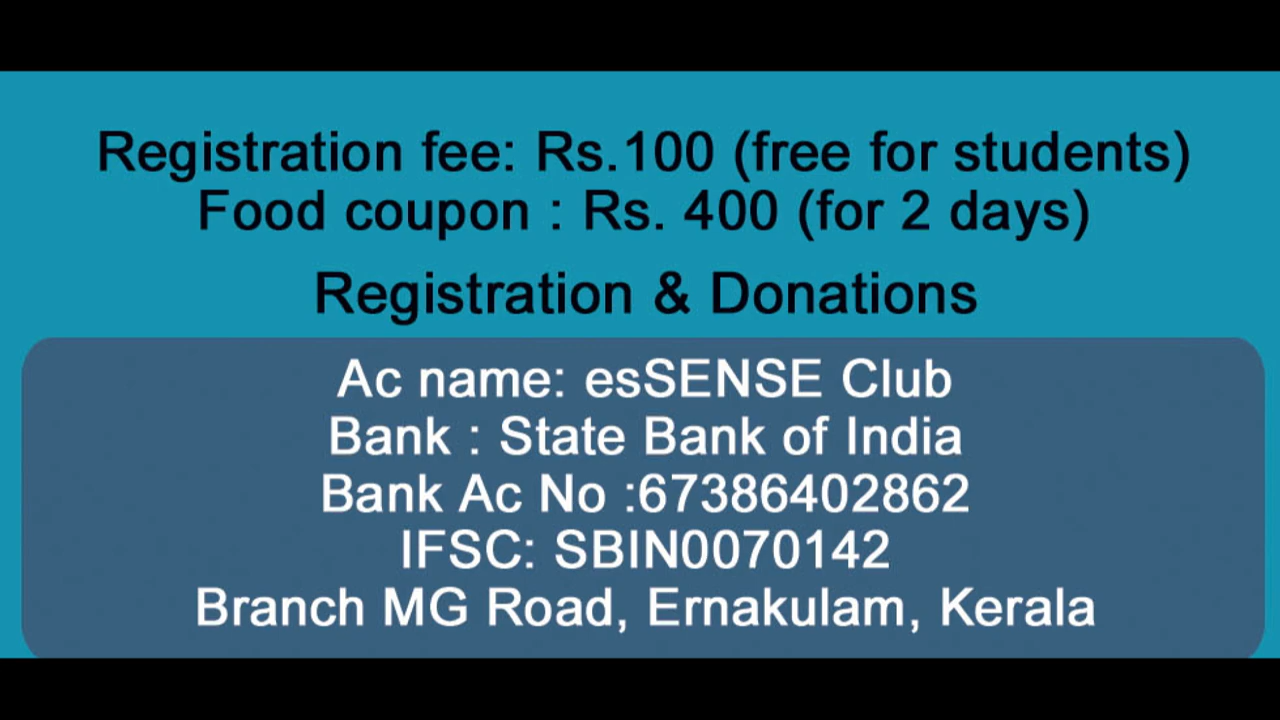 Registration fee: Rs.100 (free for students)
Food coupon : Rs. 400 (for 2 days)
Registration & Donations
Ac name: esSENSE Club
Bank : State Bank of India
Bank Ac No :67386402862
IFSC: SBIN0070142
Branch MG Road, Ernakulam, Kerala